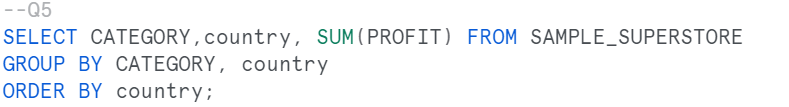 --Q5
SELECT CATEGORY,country, SUM(PROFIT) FROM SAMPLE_SUPERSTORE
GROUP BY CATEGORY, country
ORDER BY country;